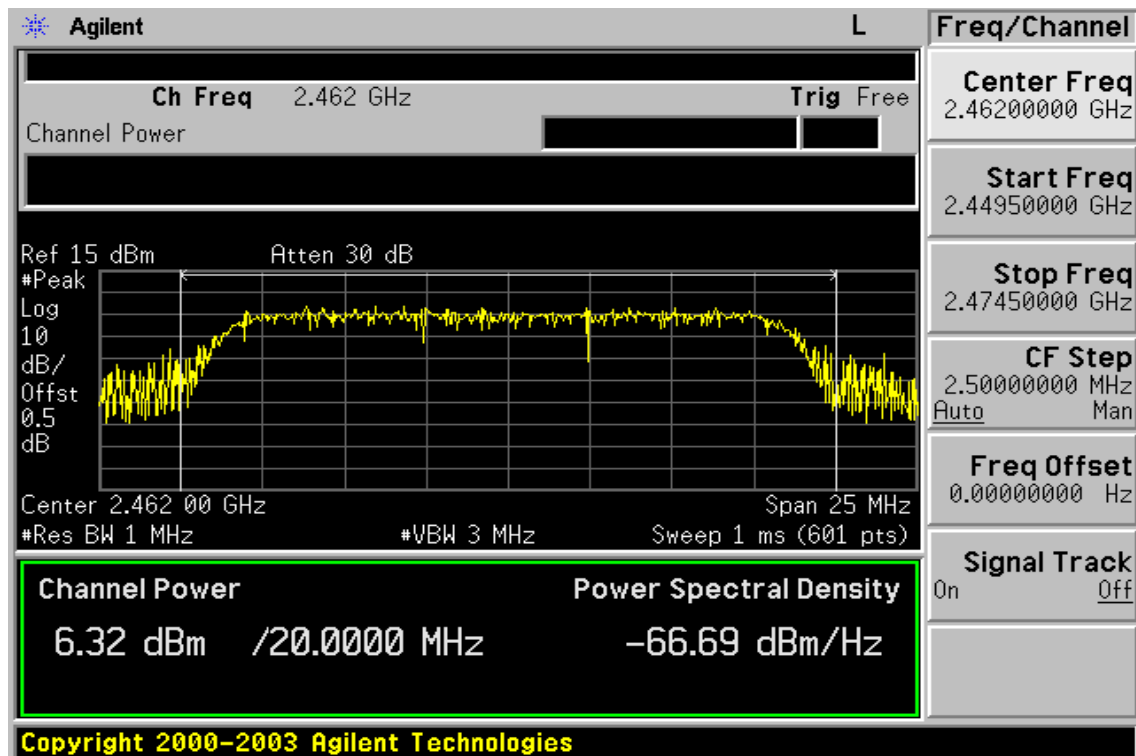 Agilent L
Freq/Channel
Ch Freq 2.462 GHz Trig Free
Channel Power
Ref 15 dBm Atten 30 dB
#Peak
Log
10
dB/
Offst
0.5
dB
Center 2.462 00 GHz Span 25 MHz
#Res BW 1 MHz #VBW 3 MHz Sweep 1 ms (601 pts)
Channel Power Power Spectral Density
6.32 dBm /20.0000 MHz -66.69 dBm/Hz
Copyright 2000-2003 Agilent Technologies
Center Freq
2.46200000 GHz
Start Freq
2.44950000 GHz
Stop Freq
2.47450000 GHz
CF Step
2.50000000 MHz
Auto Man
Freq Offset
0.00000000 Hz
Signal Track
On Off